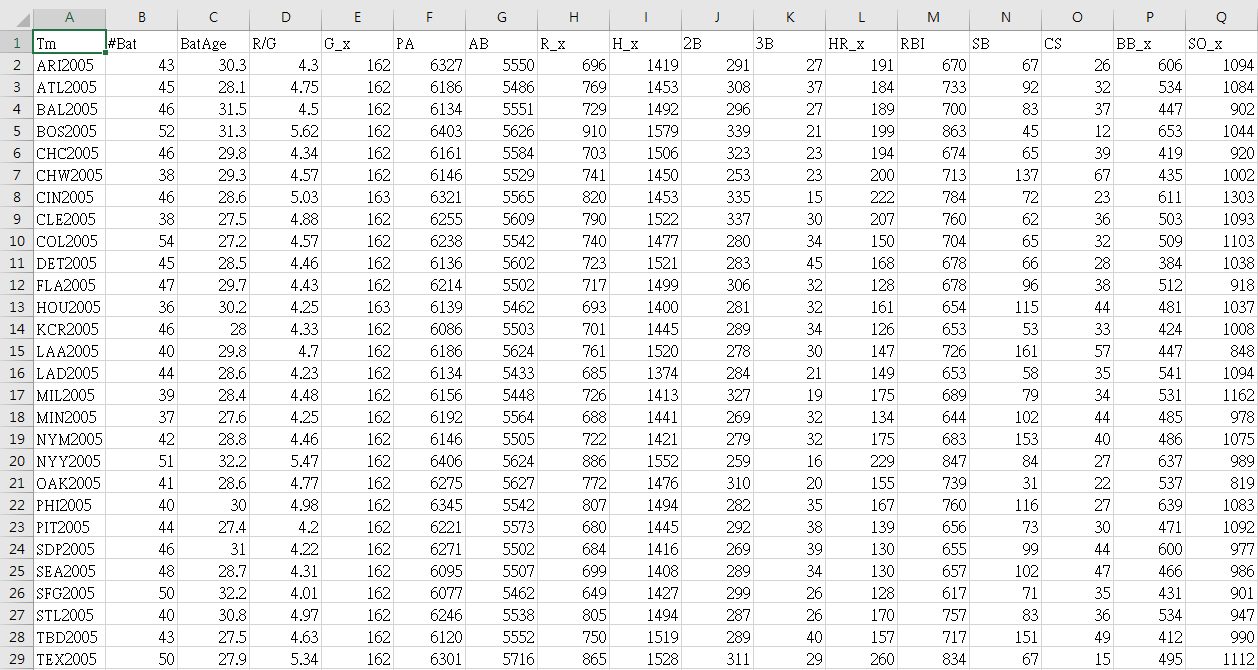 A B C D E F G H I J K L M N O P Q
1 Tm #Bat BatAge R/G G_x PA AB R_x H_x 2B 3B HR_x RBI SB CS BB_x SO_x
2 ARI2005 43 30.3 4.3 162 6327 5550 696 1419 291 27 191 670 67 26 606 1094
3 ATL2005 45 28.1 4.75 162 6186 5486 769 1453 308 37 184 733 92 32 534 1084
4 BAL2005 46 31.5 4.5 162 6134 5551 729 1492 296 27 189 700 83 37 447 902
5 BOS2005 52 31.3 5.62 162 6403 5626 910 1579 339 21 199 863 45 12 653 1044
6 CHC2005 46 29.8 4.34 162 6161 5584 703 1506 323 23 194 674 65 39 419 920
7 CHW2005 38 29.3 4.57 162 6146 5529 741 1450 253 23 200 713 137 67 435 1002
8 CIN2005 46 28.6 5.03 163 6321 5565 820 1453 335 15 222 784 72 23 611 1303
9 CLE2005 38 27.5 4.88 162 6255 5609 790 1522 337 30 207 760 62 36 503 1093
10 COL2005 54 27.2 4.57 162 6238 5542 740 1477 280 34 150 704 65 32 509 1103
11 DET2005 45 28.5 4.46 162 6136 5602 723 1521 283 45 168 678 66 28 384 1038
12 FLA2005 47 29.7 4.43 162 6214 5502 717 1499 306 32 128 678 96 38 512 918
13 HOU2005 36 30.2 4.25 163 6139 5462 693 1400 281 32 161 654 115 44 481 1037
14 KCR2005 46 28 4.33 162 6086 5503 701 1445 289 34 126 653 53 33 424 1008
15 LAA2005 40 29.8 4.7 162 6186 5624 761 1520 278 30 147 726 161 57 447 848
16 LAD2005 44 28.6 4.23 162 6134 5433 685 1374 284 21 149 653 58 35 541 1094
17 MIL2005 39 28.4 4.48 162 6156 5448 726 1413 327 19 175 689 79 34 531 1162
18 MIN2005 37 27.6 4.25 162 6192 5564 688 1441 269 32 134 644 102 44 485 978
19 NYM2005 42 28.8 4.46 162 6146 5505 722 1421 279 32 175 683 153 40 486 1075
20 NYY2005 51 32.2 5.47 162 6406 5624 886 1552 259 16 229 847 84 27 637 989
21 OAK2005 41 28.6 4.77 162 6275 5627 772 1476 310 20 155 739 31 22 537 819
22 PHI2005 40 30 4.98 162 6345 5542 807 1494 282 35 167 760 116 27 639 1083
23 PIT2005 44 27.4 4.2 162 6221 5573 680 1445 292 38 139 656 73 30 471 1092
24 SDP2005 46 31 4.22 162 6271 5502 684 1416 269 39 130 655 99 44 600 977
25 SEA2005 48 28.7 4.31 162 6095 5507 699 1408 289 34 130 657 102 47 466 986
26 SFG2005 50 32.2 4.01 162 6077 5462 649 1427 299 26 128 617 71 35 431 901
27 STL2005 40 30.8 4.97 162 6246 5538 805 1494 287 26 170 757 83 36 534 947
28 TBD2005 43 27.5 4.63 162 6120 5552 750 1519 289 40 157 717 151 49 412 990
29 TEX2005 50 27.9 5.34 162 6301 5716 865 1528 311 29 260 834 67 15 495 1112